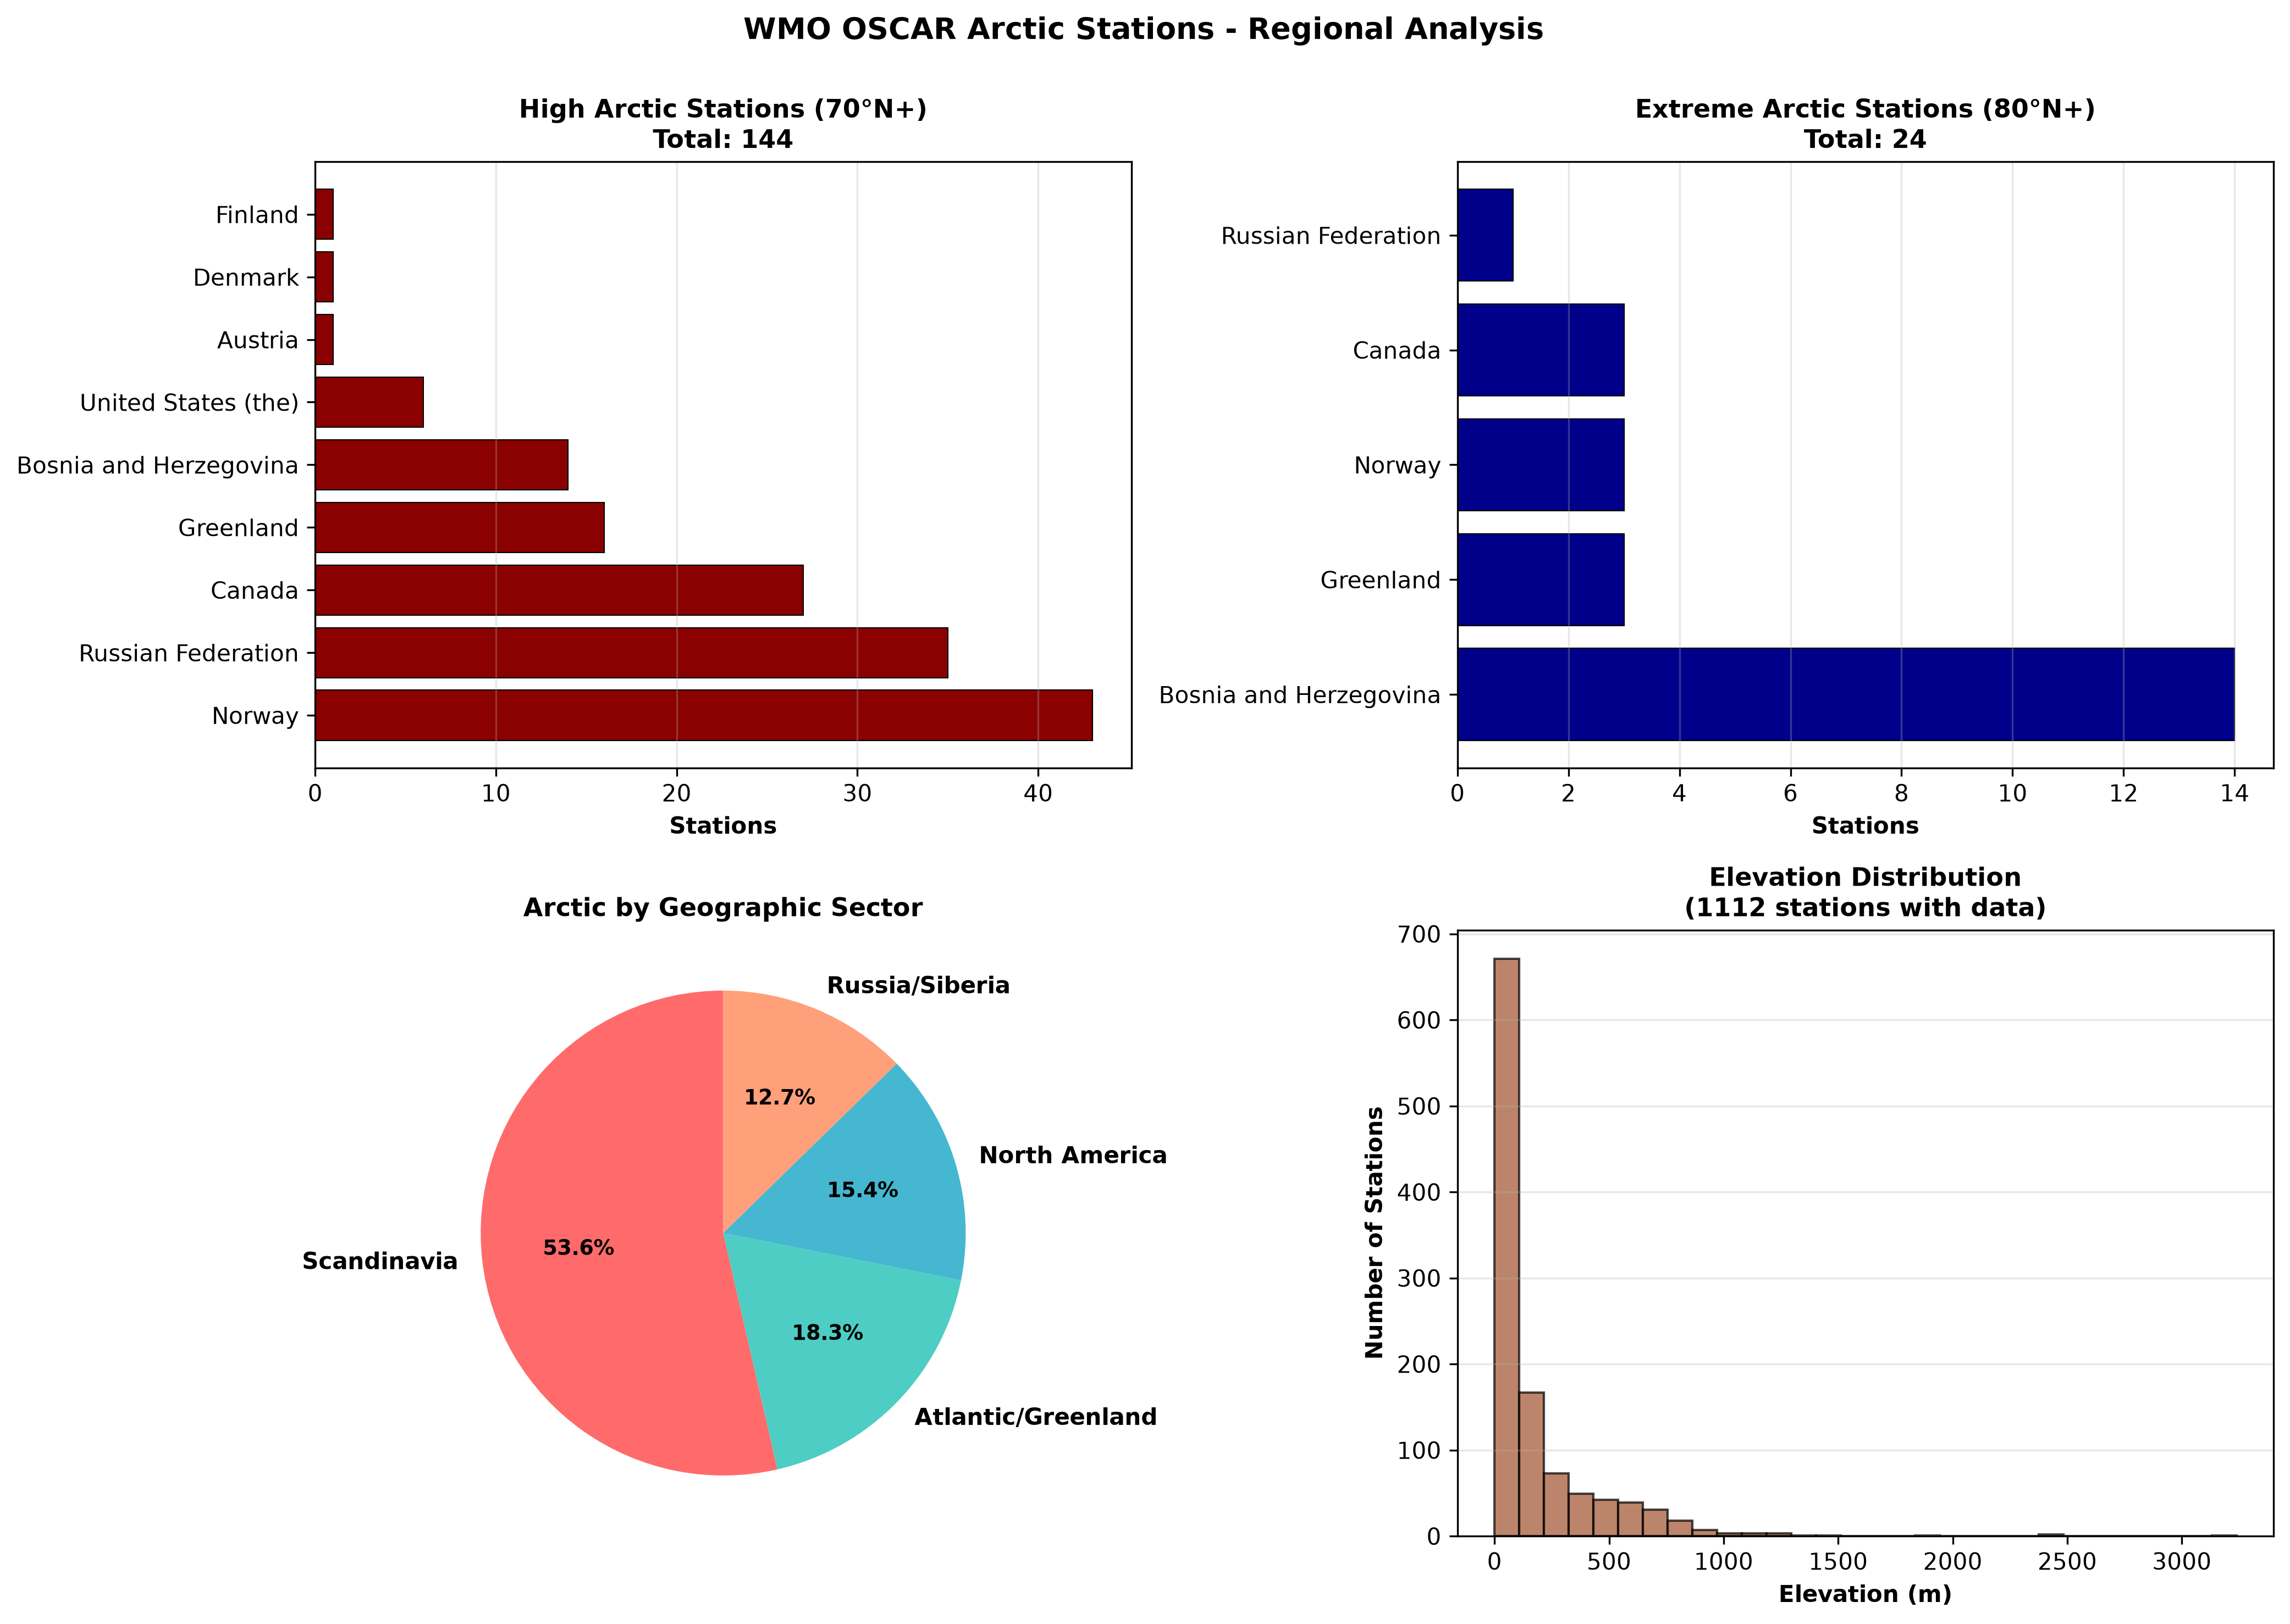 WMO OSCAR Arctic Stations - Regional Analysis
High Arctic Stations (70°N+)
Total: 144
Finland
Denmark
Austria
United States (the)
Bosnia and Herzegovina
Greenland
Canada
Russian Federation
Norway
0 10 20 30 40
Stations
Extreme Arctic Stations (80°N+)
Total: 24
Russian Federation
Canada
Norway
Greenland
Bosnia and Herzegovina
0 2 4 6 8 10 12 14
Stations
Arctic by Geographic Sector
Russia/Siberia
12.7%
North America
15.4%
Scandinavia
53.6%
18.3%
Atlantic/Greenland
Elevation Distribution
(1112 stations with data)
Number of Stations
700
600
500
400
300
200
100
0
0 500 1000 1500 2000 2500 3000
Elevation (m)